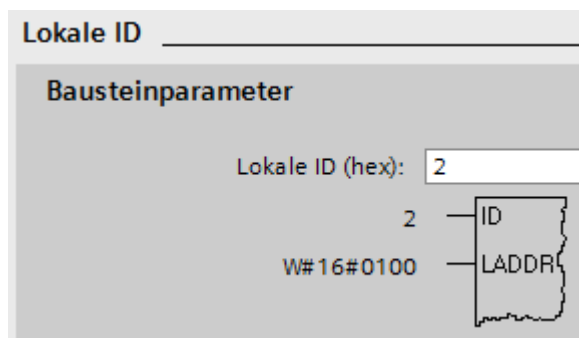 Lokale ID
Bausteinparameter
Lokale ID (hex): 2
2 ID
W#16#0100 LADDR